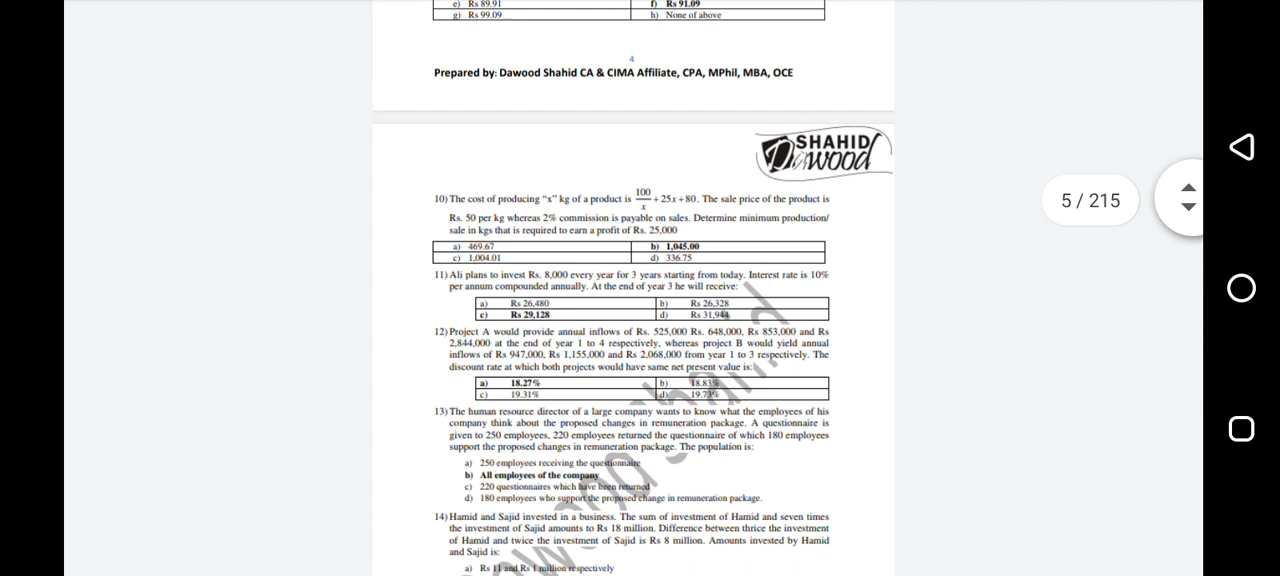 e) Rs 89.91 f) Rs 91.09
g) Rs 99.09 h) None of above
4
Prepared by: Dawood Shahid CA & CIMA Affiliate, CPA, MPhil, MBA, OCE
SHAHID
Dawood
10) The cost of producing "x" kg of a product is 100/x + 25x + 80. The sale price of the product is
Rs. 50 per kg whereas 2% commission is payable on sales. Determine minimum production/
sale in kgs that is required to earn a profit of Rs. 25,000
a) 469.67 b) 1,045.00
c) 1,004.01 d) 336.75
11) Ali plans to invest Rs. 8,000 every year for 3 years starting from today. Interest rate is 10%
per annum compounded annually. At the end of year 3 he will receive:
a) Rs 26,480 b) Rs 26,328
c) Rs 29,128 d) Rs 31,944
12) Project A would provide annual inflows of Rs. 525,000 Rs. 648,000, Rs 853,000 and Rs
2,844,000 at the end of year 1 to 4 respectively, whereas project B would yield annual
inflows of Rs 947,000, Rs 1,155,000 and Rs 2,068,000 from year 1 to 3 respectively. The
discount rate at which both projects would have same net present value is:
a) 18.27% b) 18.83%
c) 19.31% d) 19.73%
13) The human resource director of a large company wants to know what the employees of his
company think about the proposed changes in remuneration package. A questionnaire is
given to 250 employees, 220 employees returned the questionnaire of which 180 employees
support the proposed changes in remuneration package. The population is:
a) 250 employees receiving the questionnaire
b) All employees of the company
c) 220 questionnaires which have been returned
d) 180 employees who support the proposed change in remuneration package.
14) Hamid and Sajid invested in a business. The sum of investment of Hamid and seven times
the investment of Sajid amounts to Rs 18 million. Difference between thrice the investment
of Hamid and twice the investment of Sajid is Rs 8 million. Amounts invested by Hamid
and Sajid is:
a) Rs 11 and Rs 1 million respectively
5 / 215